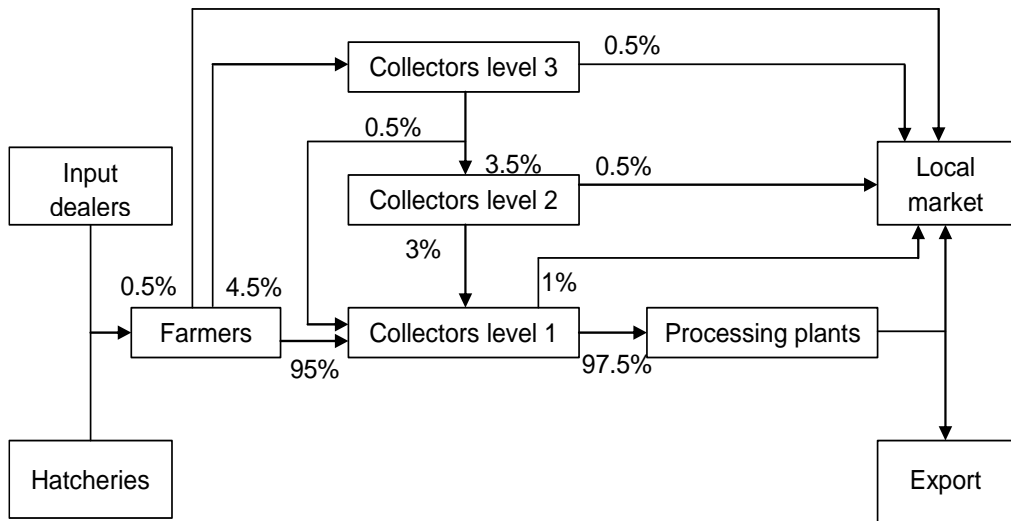 0.5%
Collectors level 3
0.5%
3.5%
Input
dealers
Collectors level 2
0.5%
Local
market
3%
0.5%
4.5%
1%
Farmers
Collectors level 1
Processing plants
95%
97.5%
Hatcheries
Export